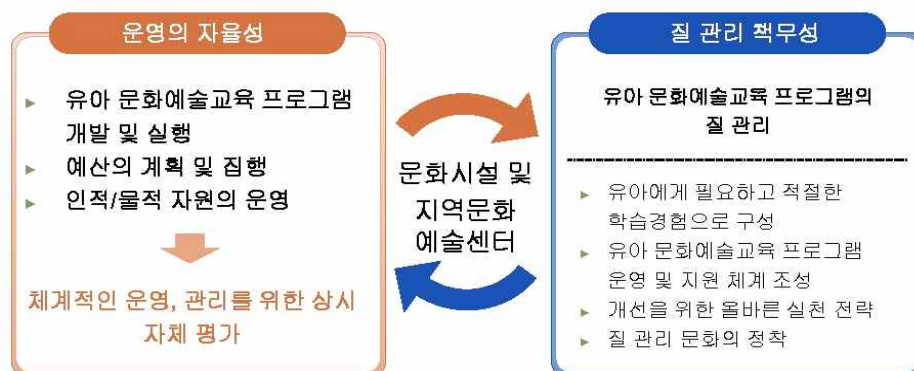 운영의 자율성
유아 문화예술교육 프로그램
개발 및 실행
예산의 계획 및 집행
인적/물적 자원의 운영
체계적인 운영, 관리를 위한 상시
자체 평가
문화시설 및
지역문화
예술센터
질 관리 책무성
유아 문화예술교육 프로그램의
질 관리
유아에게 필요하고 적절한
학습경험으로 구성
유아 문화예술교육 프로그램
운영 및 지원 체계 조성
개선을 위한 올바른 실천 전략
질 관리 문화의 정착